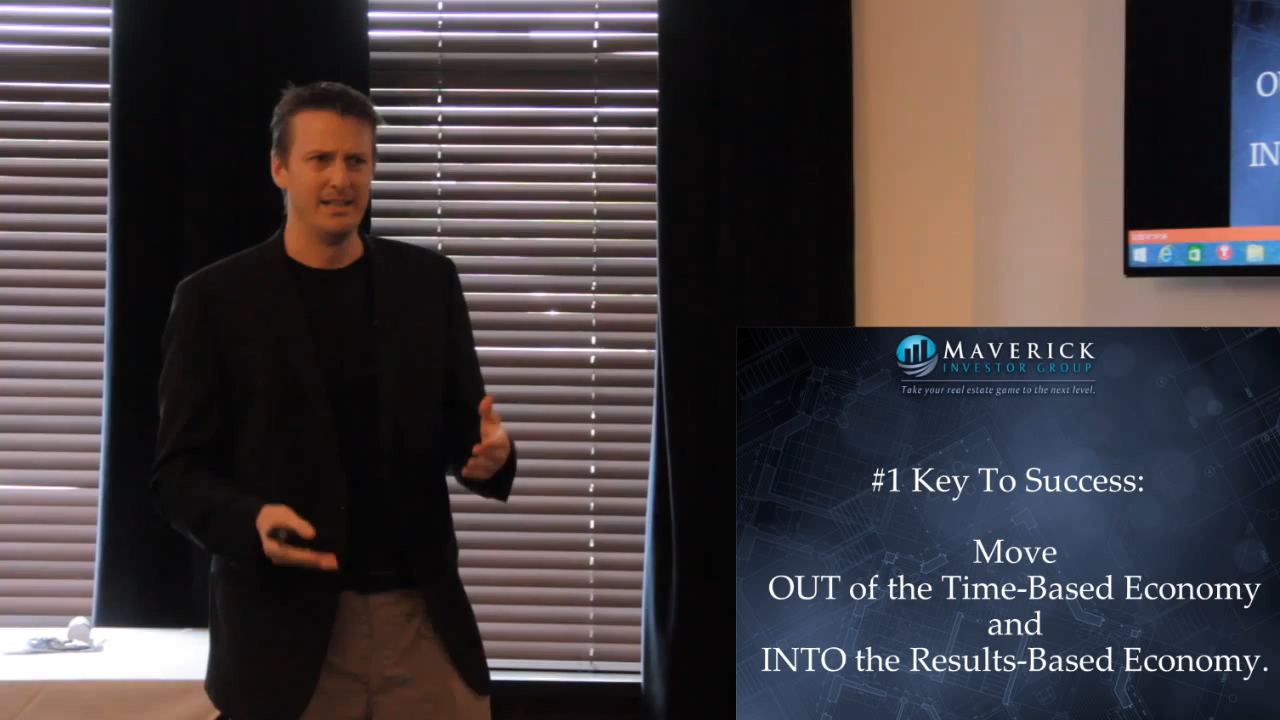 O
IN
MAVERICK
INVESTOR GROUP
Take your real estate game to the next level.
#1 Key To Success:
Move
OUT of the Time-Based Economy
and
INTO the Results-Based Economy.